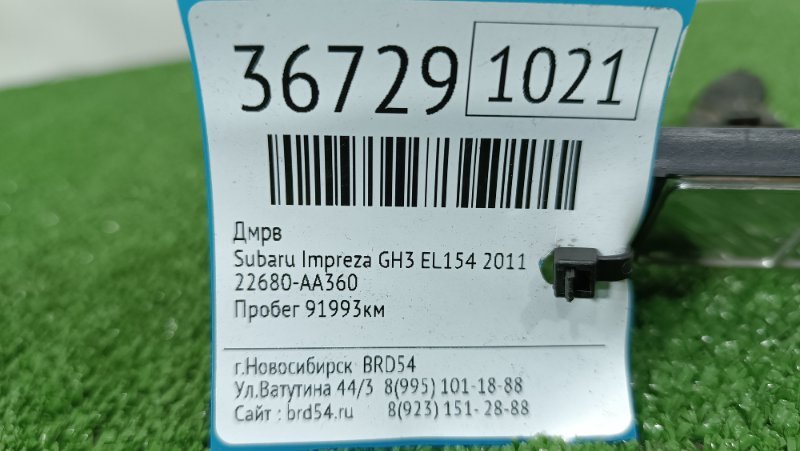 36729 1021
Дмрв
Subaru Impreza GH3 EL154 2011
22680-AA360
Пробег 91993км
г.Новосибирск BRD54
Ул.Ватутина 44/3 8(995) 101-18-88
Сайт : brd54.ru 8(923) 151- 28-88